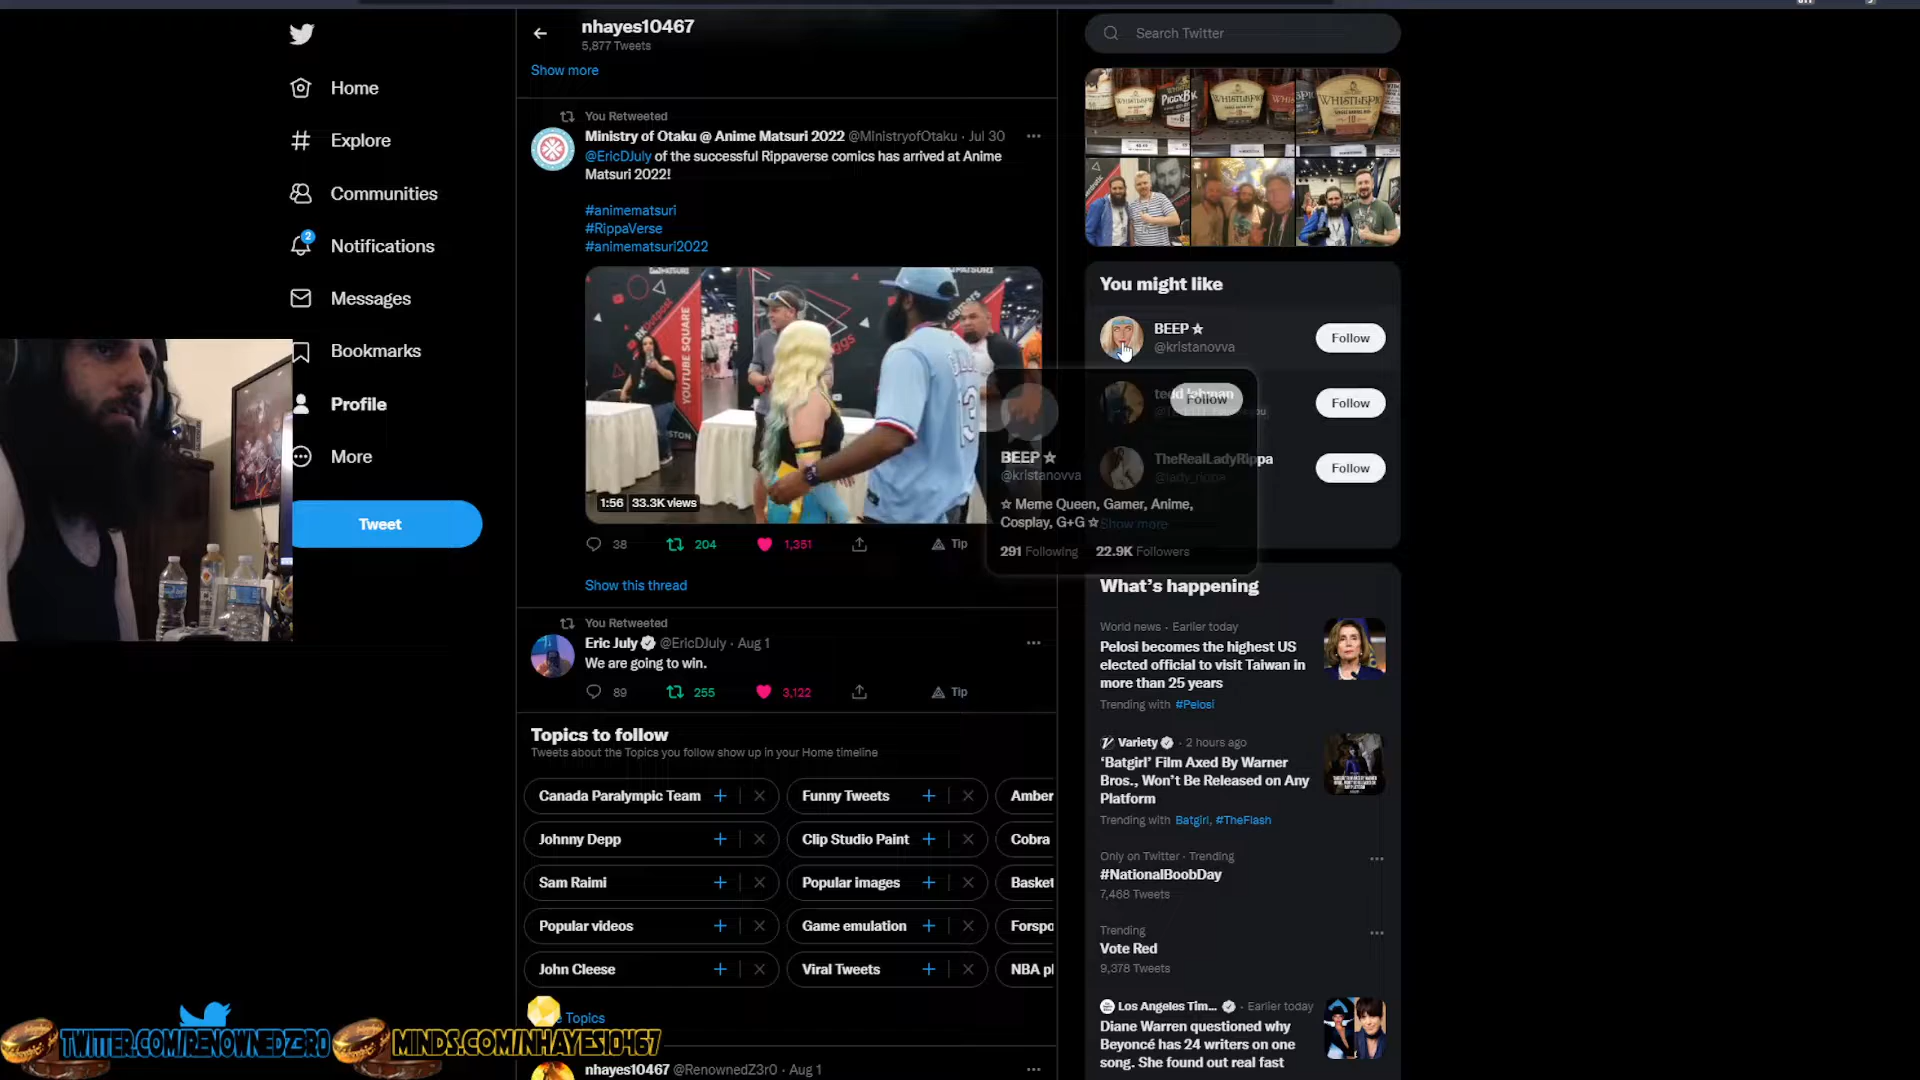 Home
Explore
Communities
2
Notifications
Messages
Bookmarks
Profile
More
Tweet
nhayes10467
5,877 Tweets
Show more
You Retweeted
Ministry of Otaku @ Anime Matsuri 2022 @MinistryofOtaku · Jul 30
@EricDJuly of the successful Rippaverse comics has arrived at Anime
Matsuri 2022!
#animematsuri
#RippaVerse
#animematsuri2022
YOUTUBE SQUARE
1:56 33.3K views
38 204 1,351 Tip
Show this thread
You Retweeted
Eric July @EricDJuly · Aug 1
We are going to win.
89 255 3,122 Tip
Topics to follow
Tweets about the Topics you follow show up in your Home timeline
Canada Paralympic Team Funny Tweets Amber
Johnny Depp Clip Studio Paint Cobra
Sam Raimi Popular images Basket
Popular videos Game emulation Forspo
John Cleese Viral Tweets NBA pl
Topics
nhayes10467 @RenownedZ3r0 · Aug 1
Search Twitter
WHISTLEPIG
PIGGYBK
You might like
BEEP ☆
@kristanovva
Follow
Follow
TheRealLadyRippa
Follow
Show more
Follow
BEEP ☆
@kristanovva
☆ Meme Queen, Gamer, Anime,
Cosplay, G+G ☆
291 Following 22.9K Followers
What's happening
World news · Earlier today
Pelosi becomes the highest US
elected official to visit Taiwan in
more than 25 years
Trending with #Pelosi
Variety · 2 hours ago
'Batgirl' Film Axed By Warner
Bros., Won't Be Released on Any
Platform
Trending with Batgirl, #TheFlash
Only on Twitter · Trending
#NationalBoobDay
7,468 Tweets
Trending
Vote Red
9,378 Tweets
Los Angeles Tim... · Earlier today
Diane Warren questioned why
Beyoncé has 24 writers on one
song. She found out real fast
TWITTER.COM/RENOWNEDZ3R0
MINDS.COM/NHAYES10467